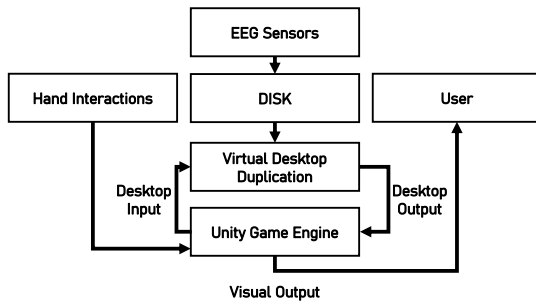 EEG Sensors
Hand Interactions
DISK
User
Virtual Desktop
Duplication
Desktop
Input
Desktop
Output
Unity Game Engine
Visual Output